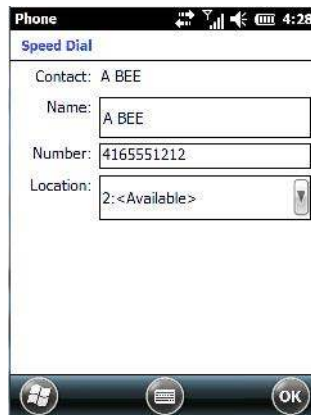 Phone 4:28
Speed Dial
Contact: A BEE
Name: A BEE
Number: 4165551212
Location: 2:<Available>
OK